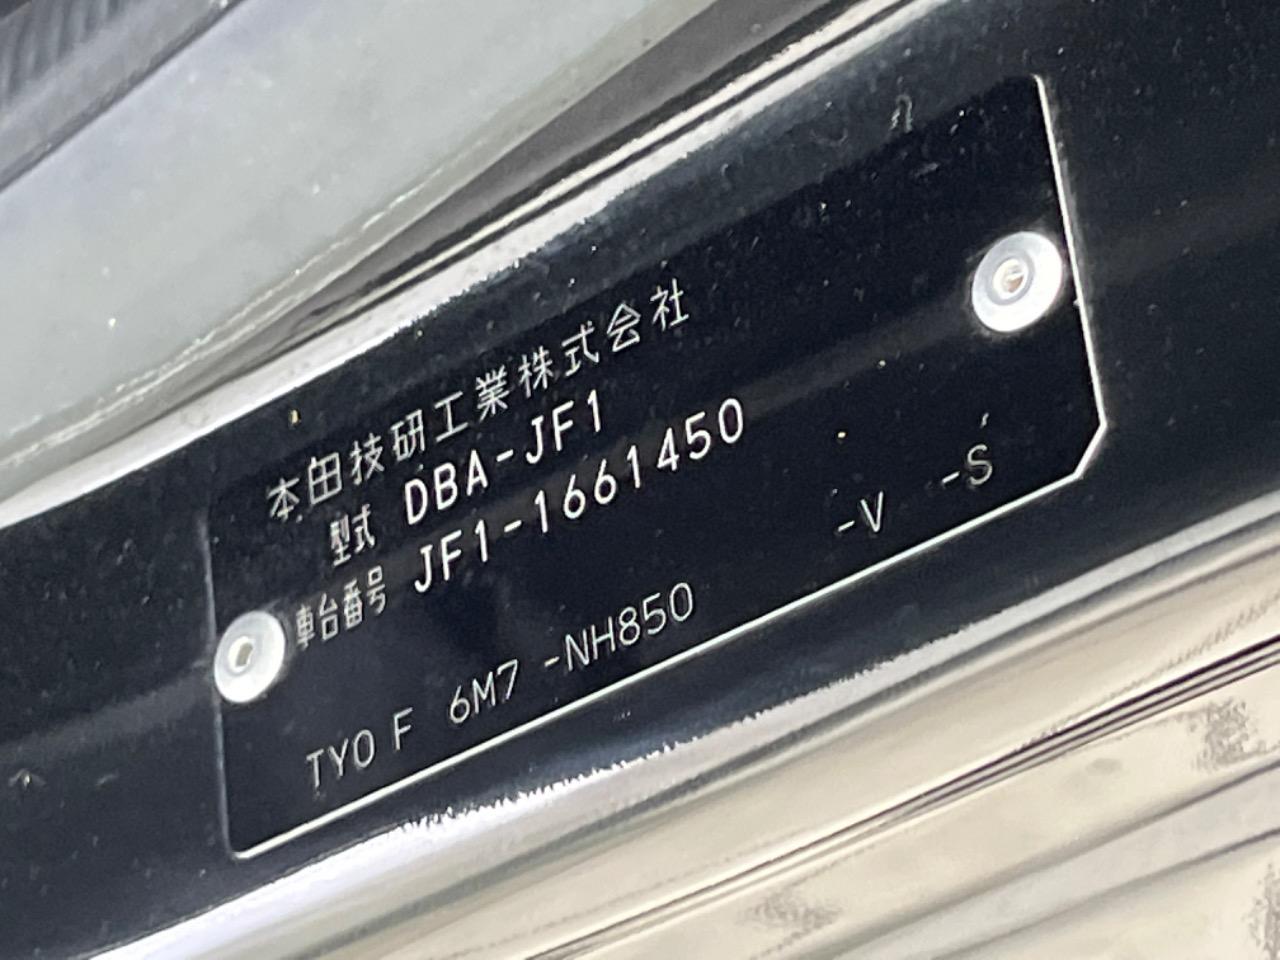 本田技研工業株式会社
型式 DBA-JF1
車台番号 JF1-1661450
TY0 F 6M7 -NH850 -V -S